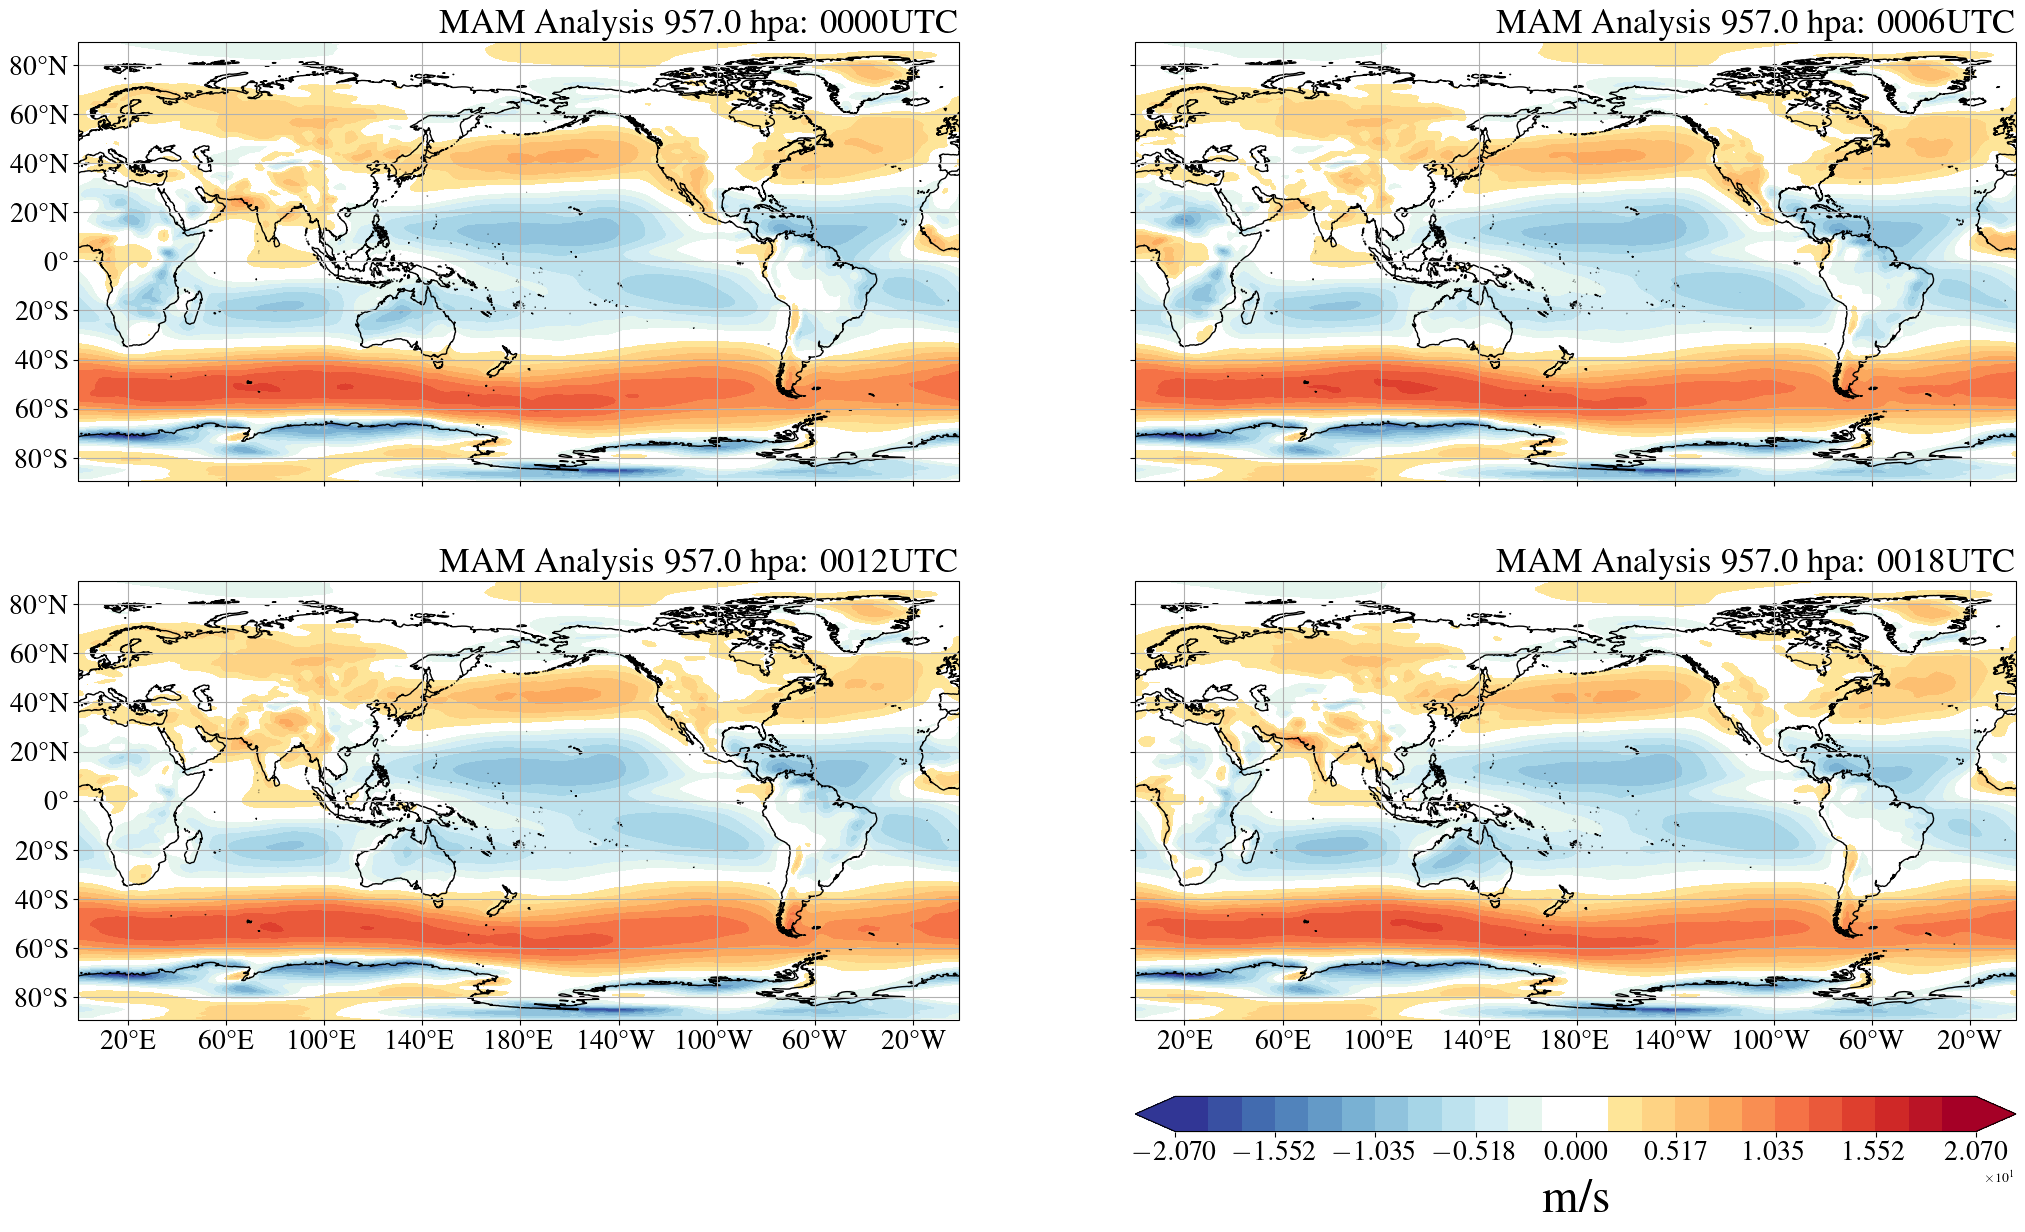 MAM Analysis 957.0 hpa: 0000UTC
MAM Analysis 957.0 hpa: 0006UTC
80°N
60°N
40°N
20°N
0°
20°S
40°S
60°S
80°S
MAM Analysis 957.0 hpa: 0012UTC
MAM Analysis 957.0 hpa: 0018UTC
80°N
60°N
40°N
20°N
0°
20°S
40°S
60°S
80°S
20°E 60°E 100°E 140°E 180°E 140°W 100°W 60°W 20°W
20°E 60°E 100°E 140°E 180°E 140°W 100°W 60°W 20°W
−2.070 −1.552 −1.035 −0.518 0.000 0.517 1.035 1.552 2.070
×10¹
m/s